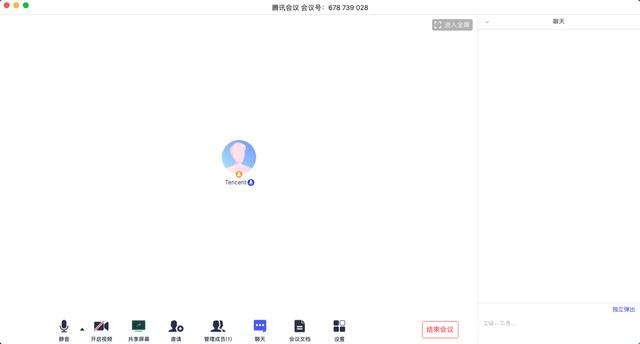 腾讯会议 会议号：678 739 028
进入全屏
聊天
Tencent
独立弹出
静音
开启视频
共享屏幕
邀请
管理成员(1)
聊天
会议文档
设置
结束会议